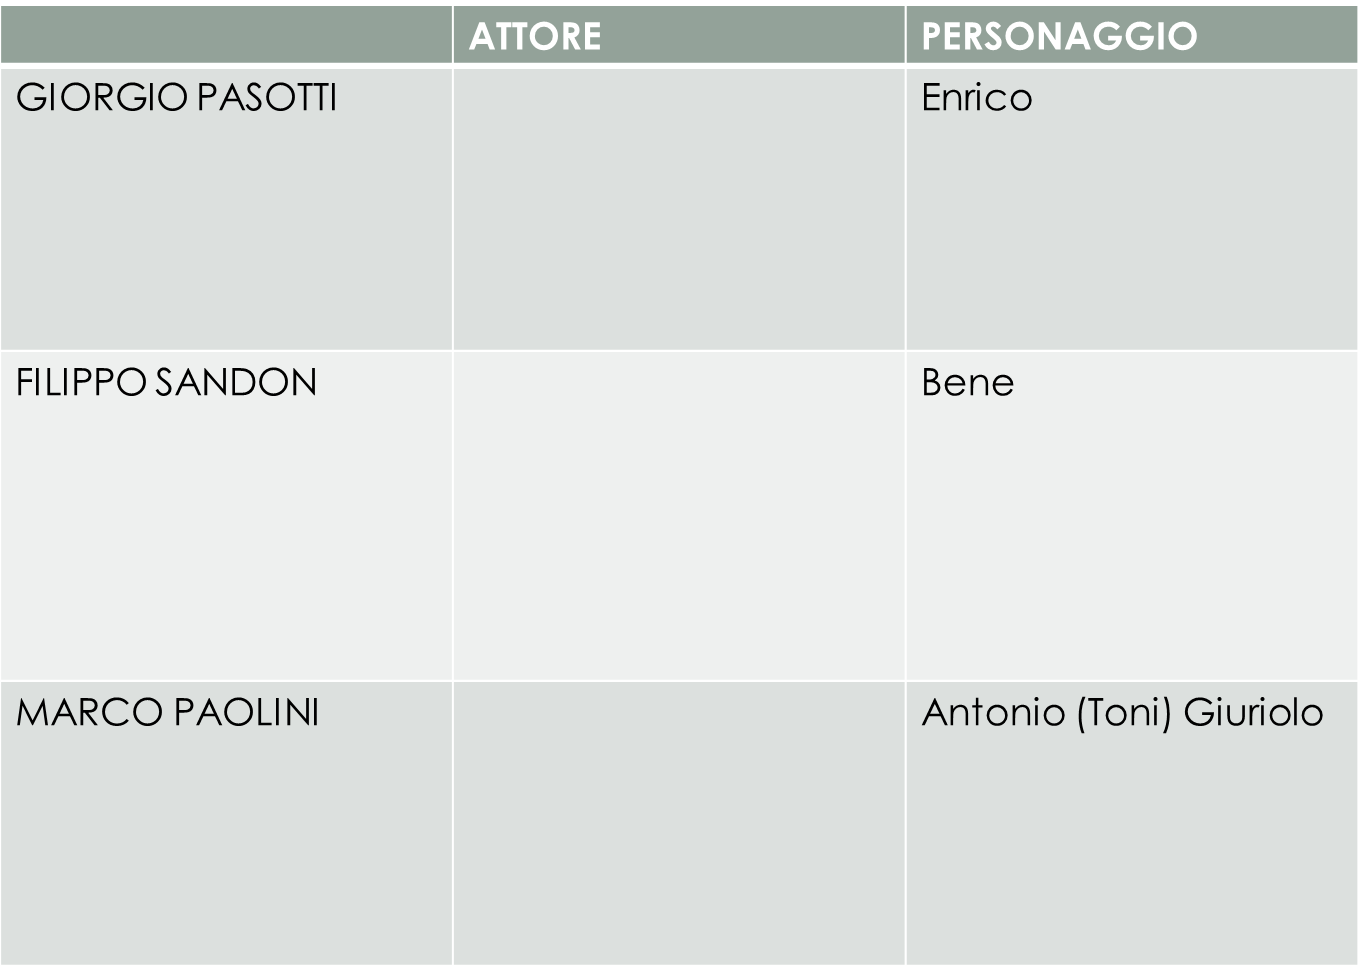 ATTORE PERSONAGGIO
GIORGIO PASOTTI Enrico
FILIPPO SANDON Bene
MARCO PAOLINI Antonio (Toni) Giuriolo